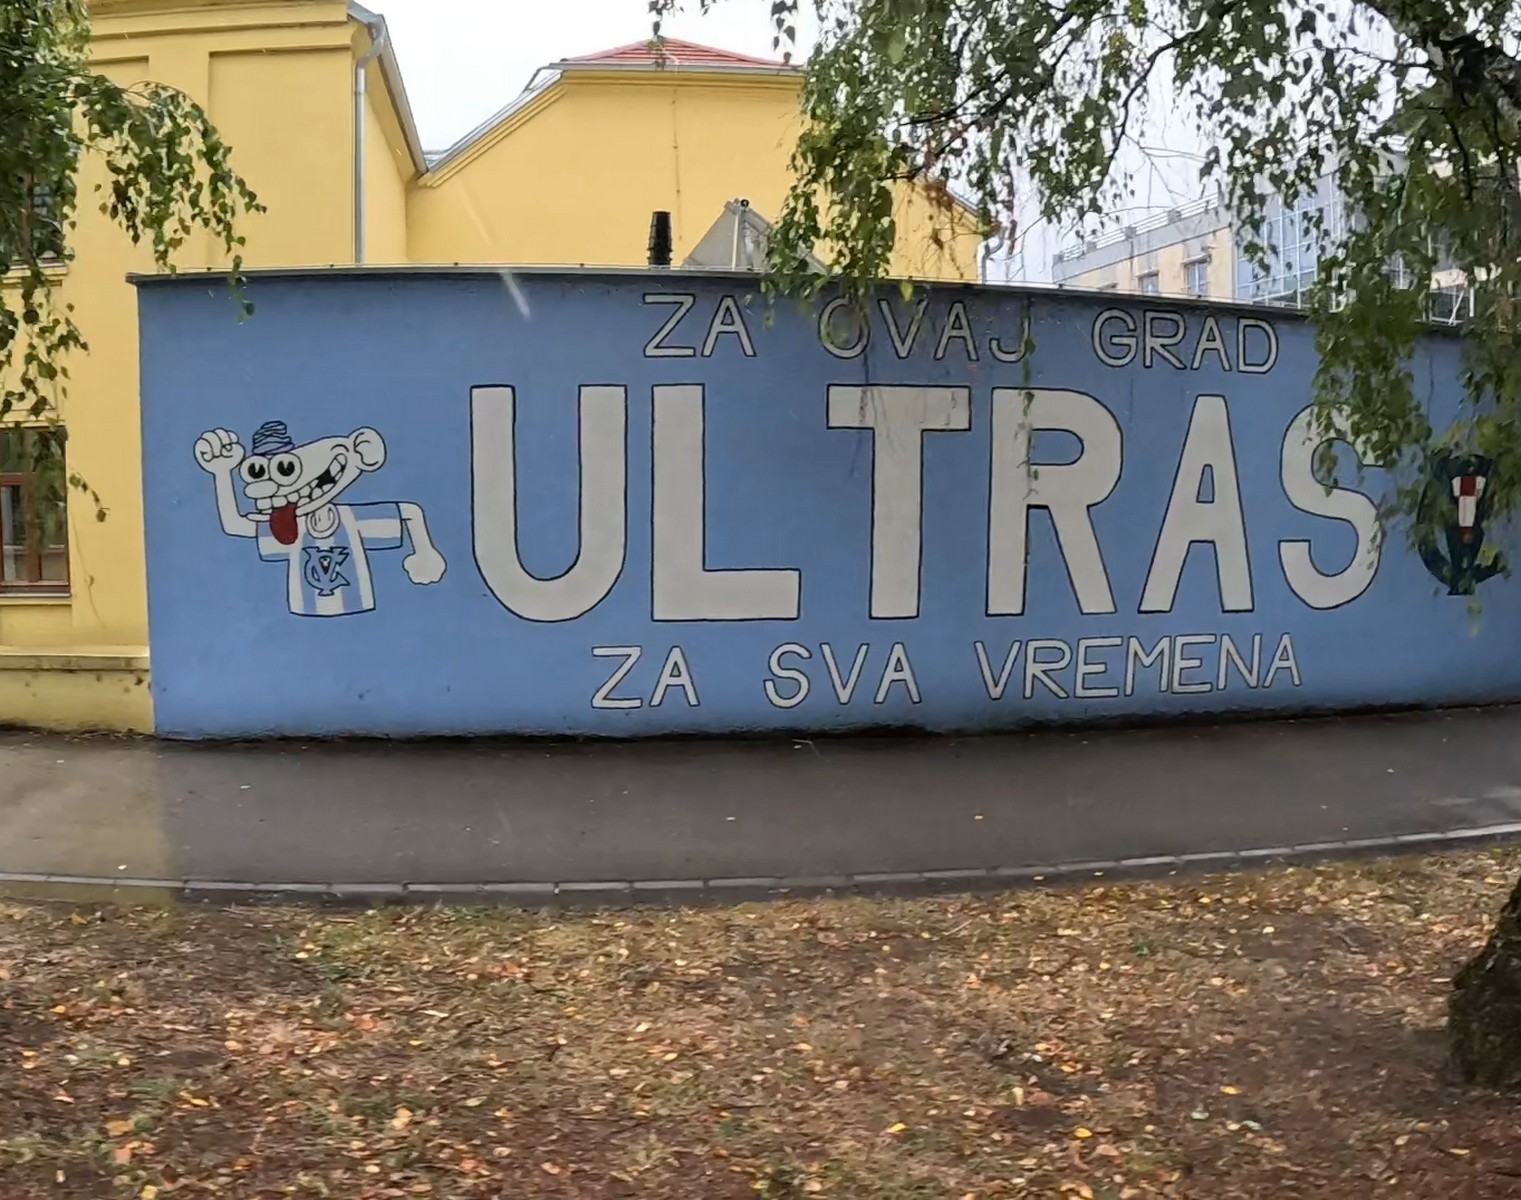 ZA OVAJ GRAD
ULTRAS
ZA SVA VREMENA